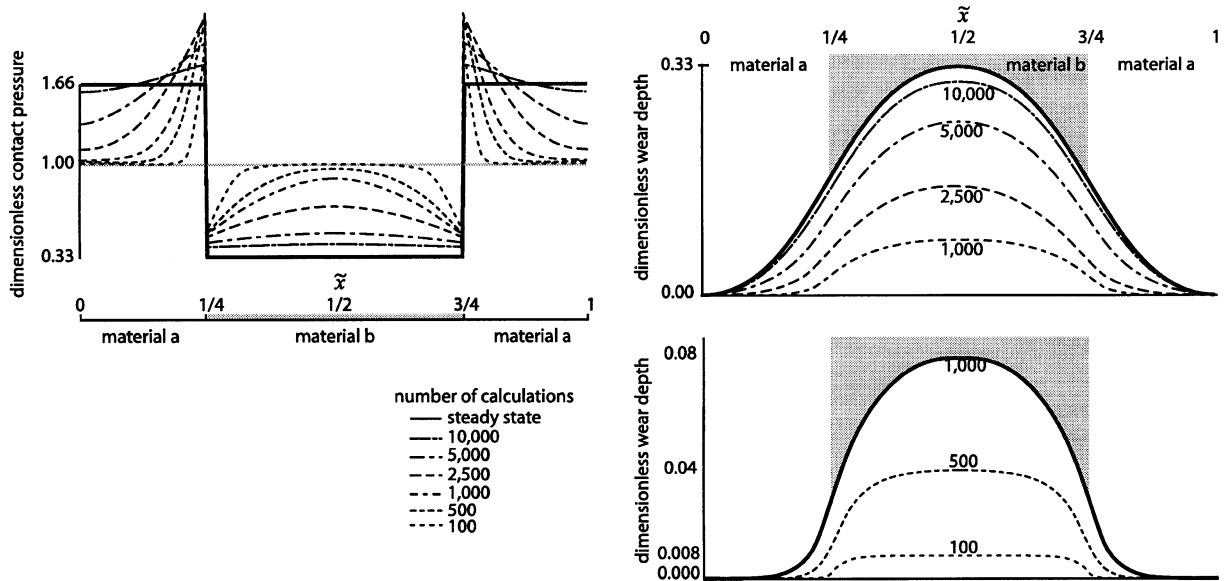 dimensionless contact pressure
1.66
1.00
0.33
x̃
0 1/4 1/2 3/4 1
material a material b material a
number of calculations
steady state
10,000
5,000
2,500
1,000
500
100
x̃
0 1/4 1/2 3/4 1
dimensionless wear depth
0.33
0.00
material a material b material a
10,000
5,000
2,500
1,000
dimensionless wear depth
0.08
0.04
0.008
0.000
1,000
500
100